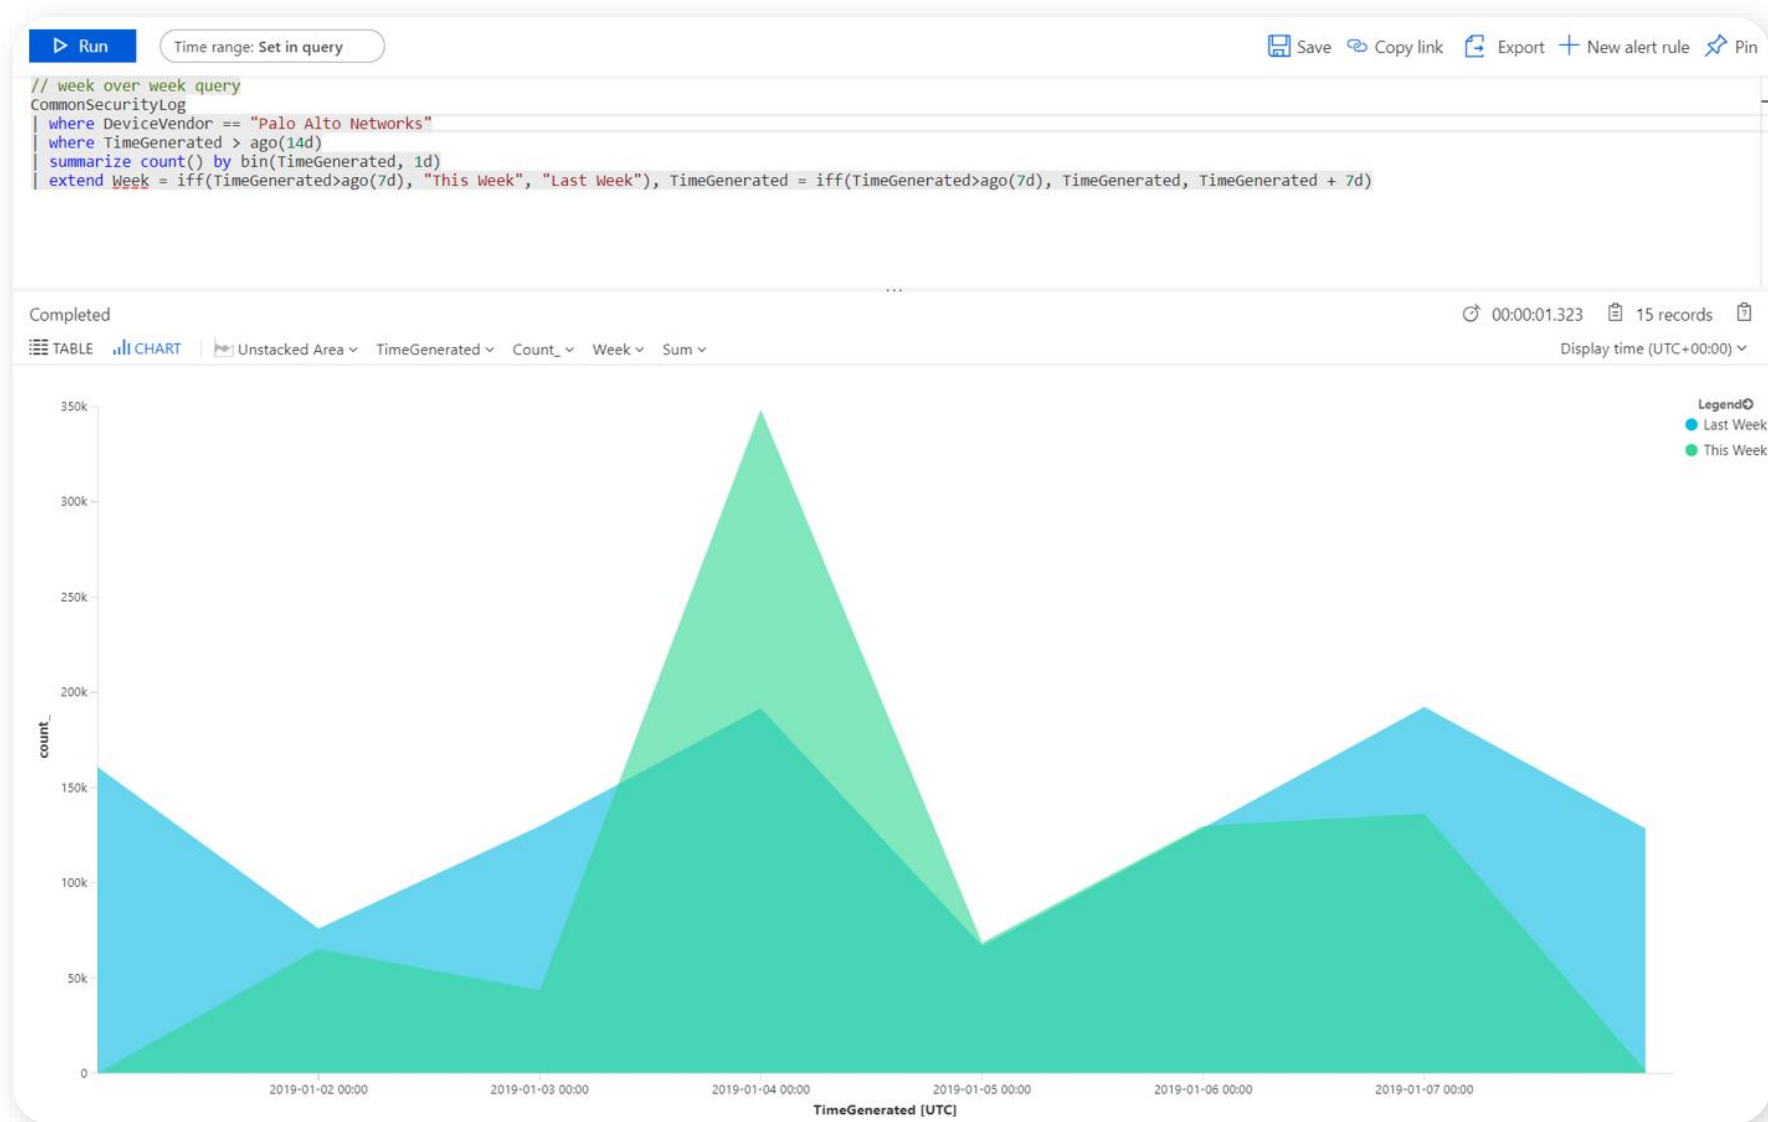 Run
Time range: Set in query
Save
Copy link
Export
New alert rule
Pin
// week over week query
CommonSecurityLog
| where DeviceVendor == "Palo Alto Networks"
| where TimeGenerated > ago(14d)
| summarize count() by bin(TimeGenerated, 1d)
| extend Week = iff(TimeGenerated>ago(7d), "This Week", "Last Week"), TimeGenerated = iff(TimeGenerated>ago(7d), TimeGenerated, TimeGenerated + 7d)
...
Completed
00:00:01.323
15 records
TABLE
CHART
Unstacked Area
TimeGenerated
Count_
Week
Sum
Display time (UTC+00:00)
Legend
Last Week
This Week
350k
300k
250k
200k
150k
100k
50k
0
count_
2019-01-02 00:00
2019-01-03 00:00
2019-01-04 00:00
2019-01-05 00:00
2019-01-06 00:00
2019-01-07 00:00
TimeGenerated [UTC]